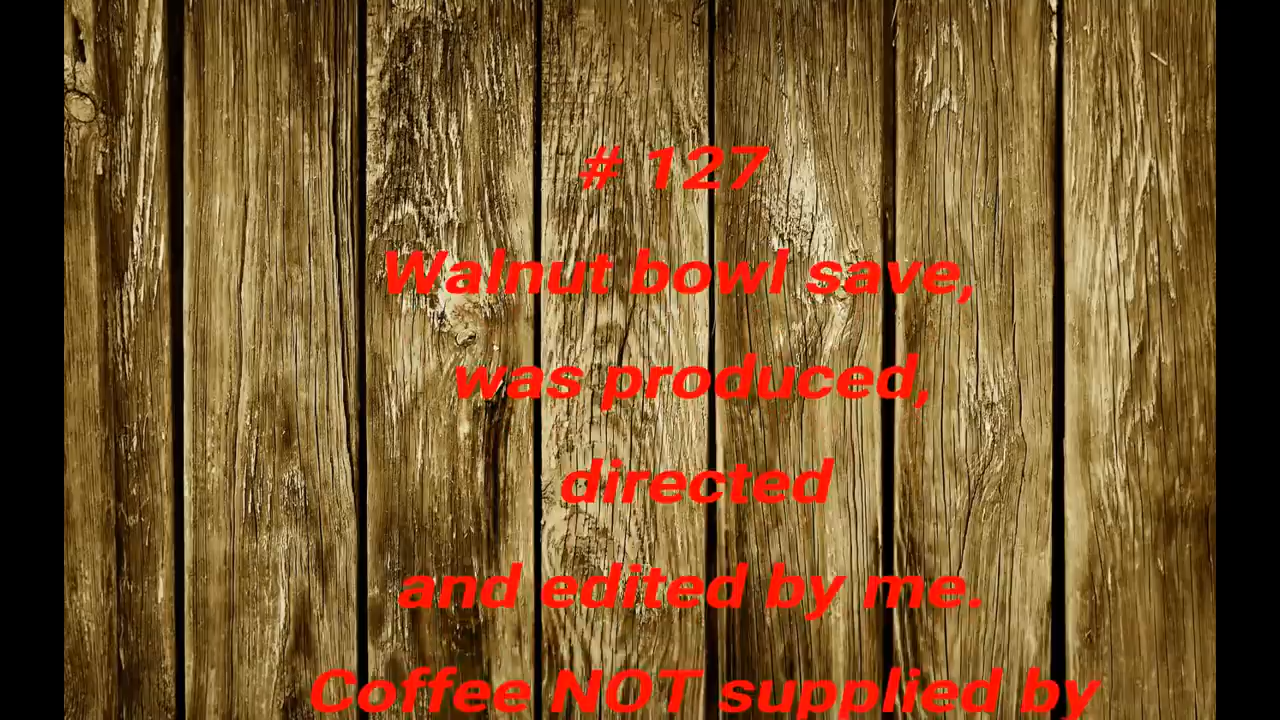 # 127
Walnut bowl save,
was produced,
directed
and edited by me.
Coffee NOT supplied by